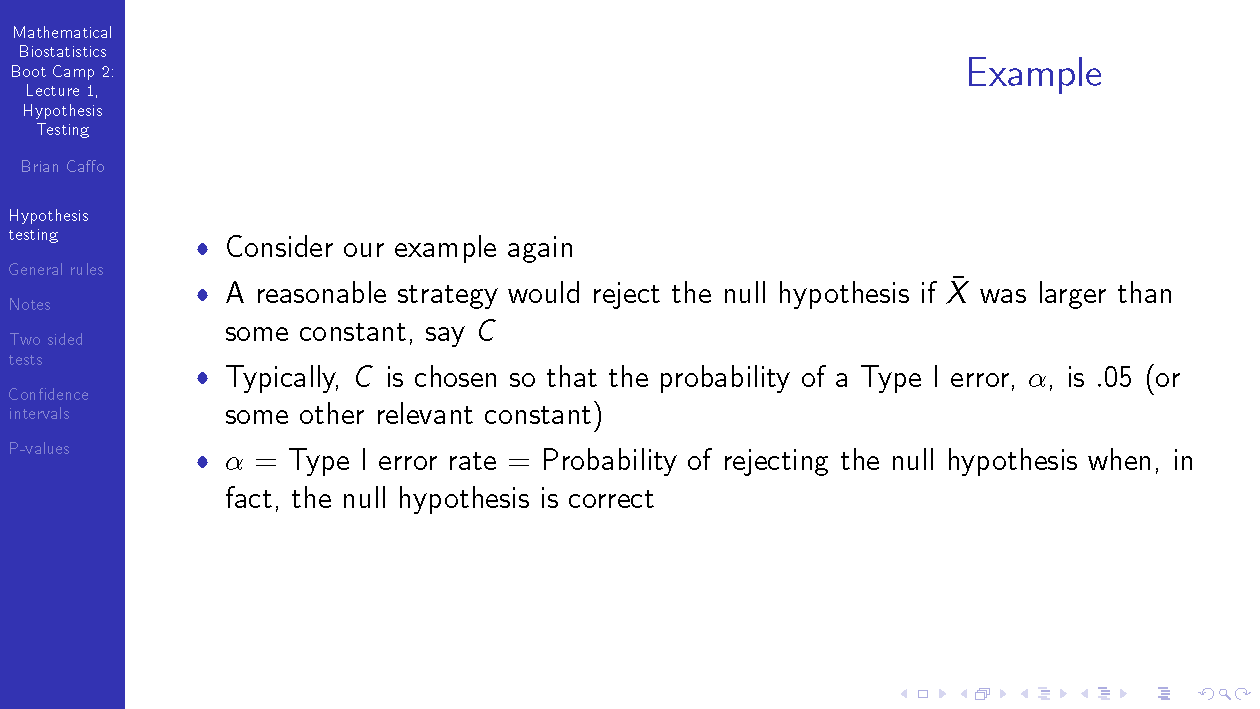 Mathematical
Biostatistics
Boot Camp 2:
Lecture 1,
Hypothesis
Testing
Brian Caffo
Hypothesis
testing
General rules
Notes
Two sided
tests
Confidence
intervals
P-values
Example
• Consider our example again
• A reasonable strategy would reject the null hypothesis if X̄ was larger than
some constant, say C
• Typically, C is chosen so that the probability of a Type I error, α, is .05 (or
some other relevant constant)
• α = Type I error rate = Probability of rejecting the null hypothesis when, in
fact, the null hypothesis is correct